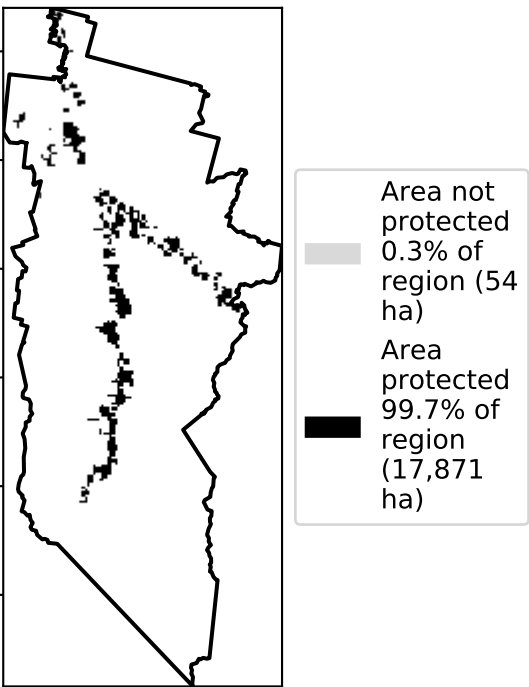 Area not
protected
0.3% of
region (54
ha)
Area
protected
99.7% of
region
(17,871
ha)